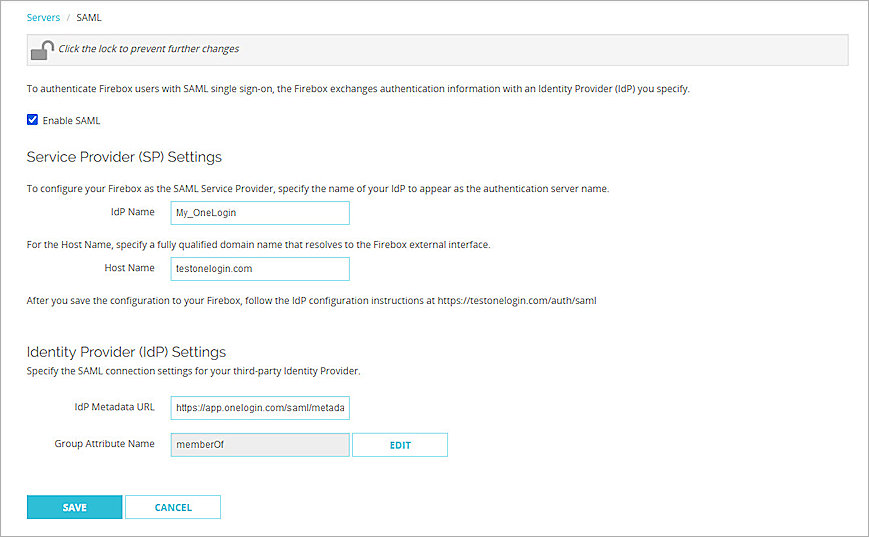 Servers / SAML
Click the lock to prevent further changes
To authenticate Firebox users with SAML single sign-on, the Firebox exchanges authentication information with an Identity Provider (IdP) you specify.
Enable SAML
Service Provider (SP) Settings
To configure your Firebox as the SAML Service Provider, specify the name of your IdP to appear as the authentication server name.
IdP Name My_OneLogin
For the Host Name, specify a fully qualified domain name that resolves to the Firebox external interface.
Host Name testonelogin.com
After you save the configuration to your Firebox, follow the IdP configuration instructions at https://testonelogin.com/auth/saml
Identity Provider (IdP) Settings
Specify the SAML connection settings for your third-party Identity Provider.
IdP Metadata URL https://app.onelogin.com/saml/metada
Group Attribute Name memberOf EDIT
SAVE CANCEL